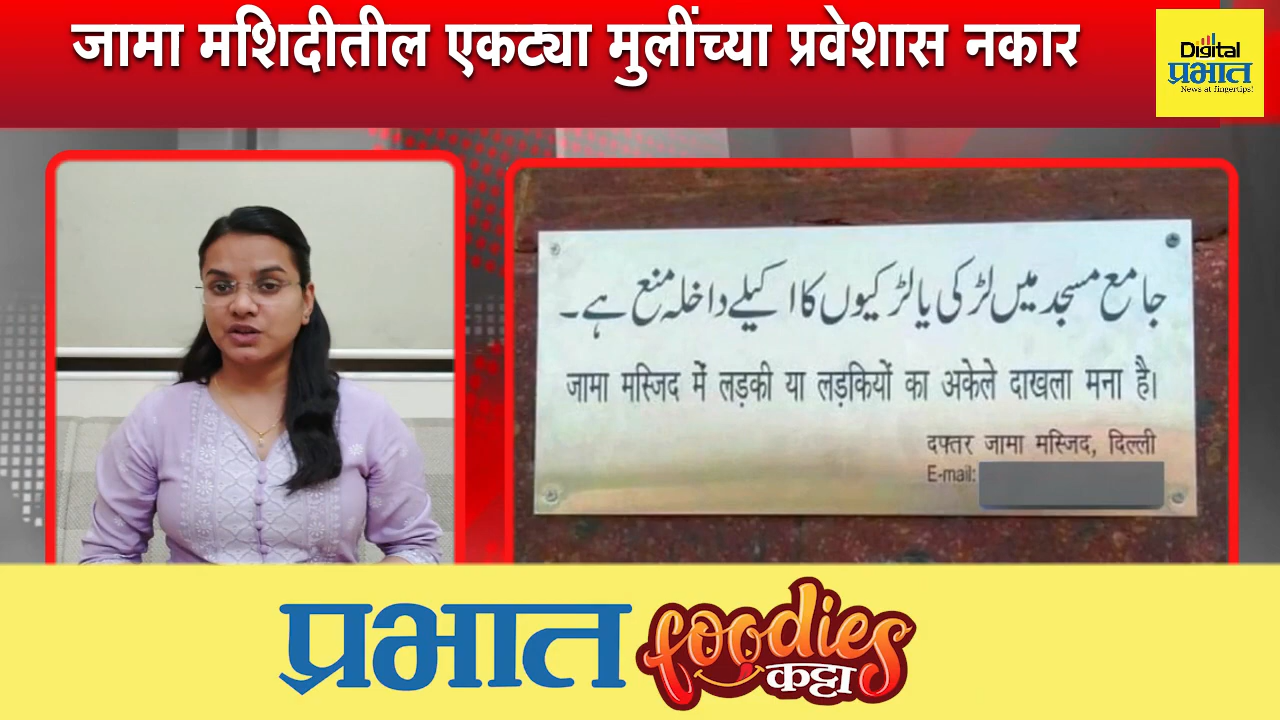 जामा मशिदीतील एकट्या मुलींच्या प्रवेशास नकार
Digital
प्रभात
News at fingertips!
جامع مسجد میں لڑکی یا لڑکیوں کا اکیلے داخلہ منع ہے۔
जामा मस्जिद में लड़की या लड़कियों का अकेले दाखला मना है।
दफ्तर जामा मस्जिद, दिल्ली
E-mail:
प्रभात foodies कट्टा